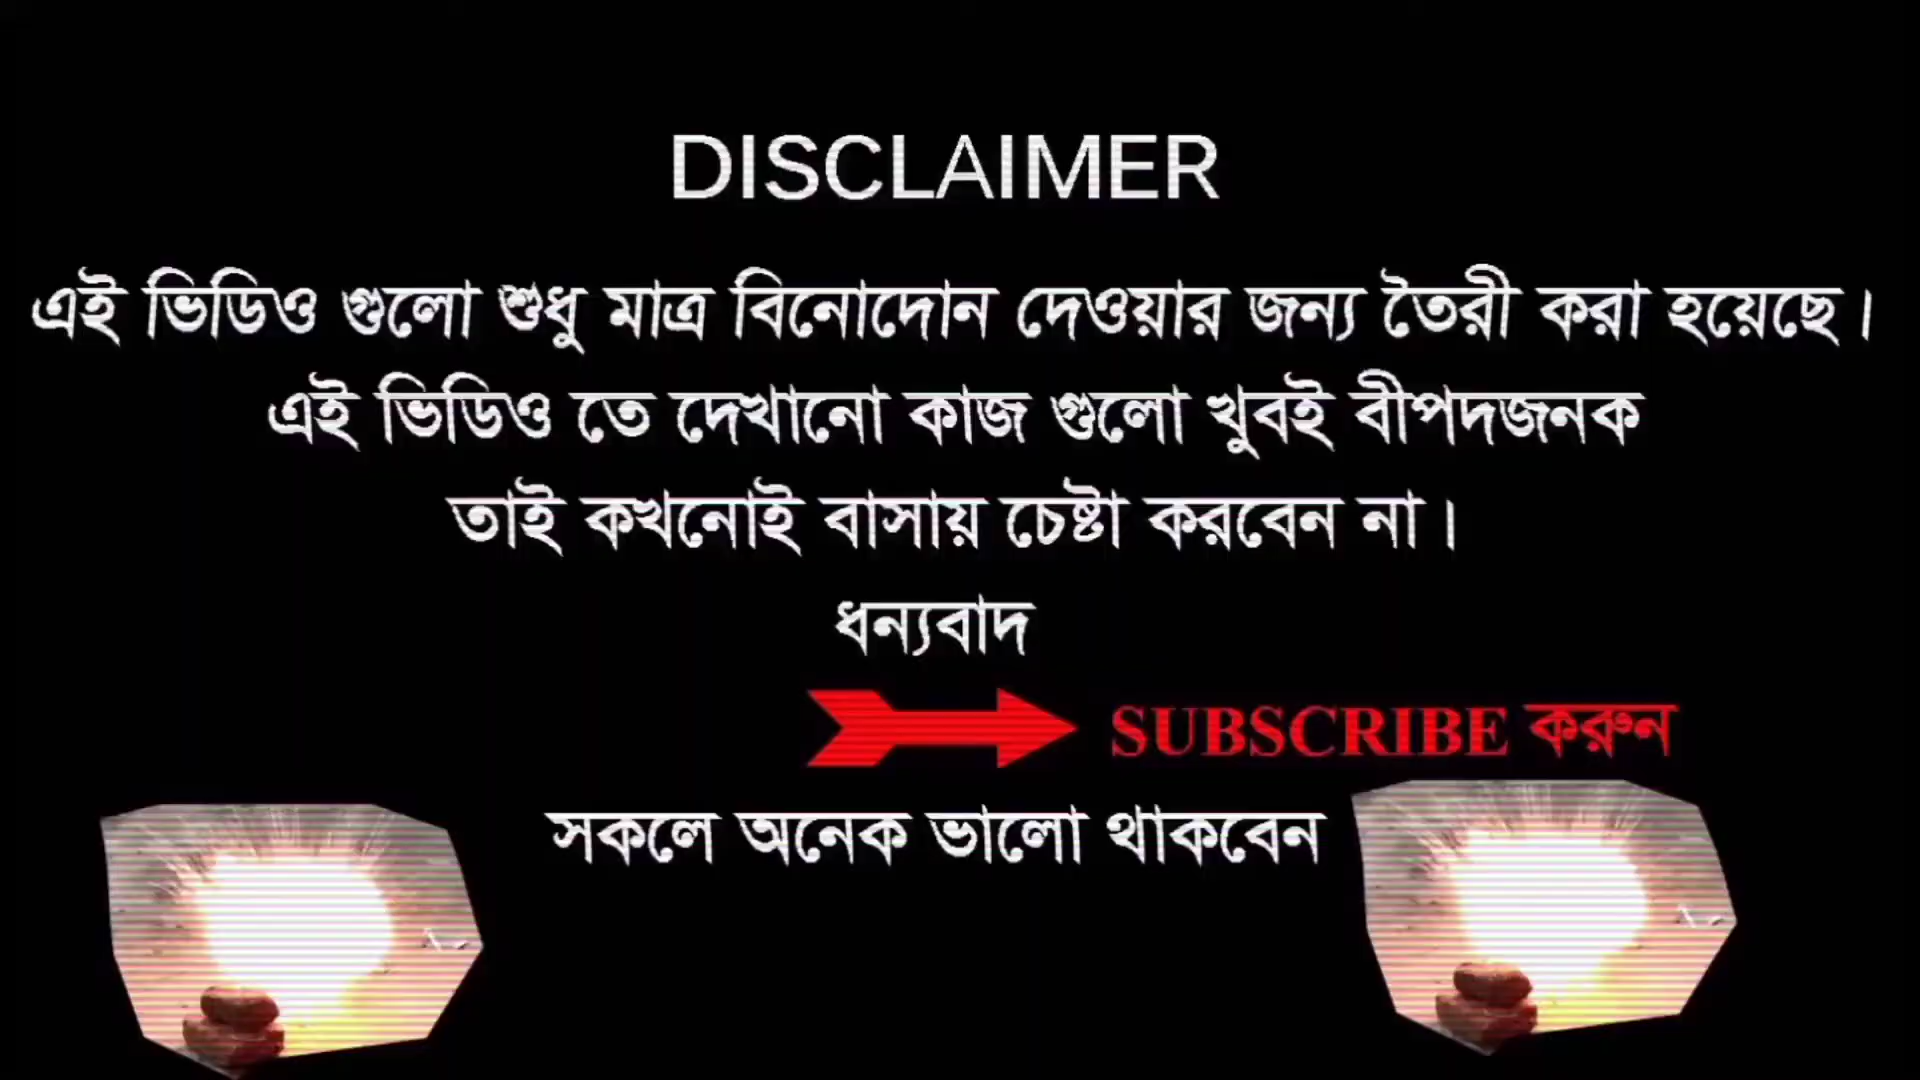 DISCLAIMER
এই ভিডিও গুলো শুধু মাত্র বিনোদোন দেওয়ার জন্য তৈরী করা হয়েছে।
এই ভিডিও তে দেখানো কাজ গুলো খুবই বীপদজনক
তাই কখনোই বাসায় চেষ্টা করবেন না।
ধন্যবাদ
SUBSCRIBE করুন
সকলে অনেক ভালো থাকবেন